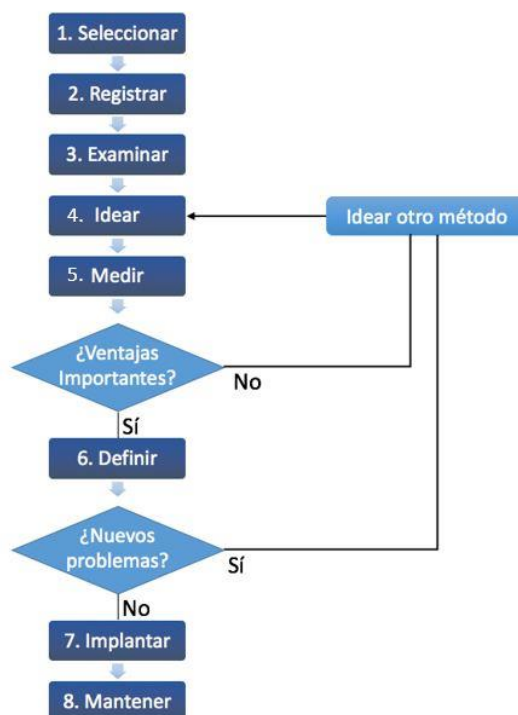 1. Seleccionar
2. Registrar
3. Examinar
4. Idear
Idear otro método
5. Medir
¿Ventajas
Importantes?
No
Sí
6. Definir
¿Nuevos
problemas?
Sí
No
7. Implantar
8. Mantener